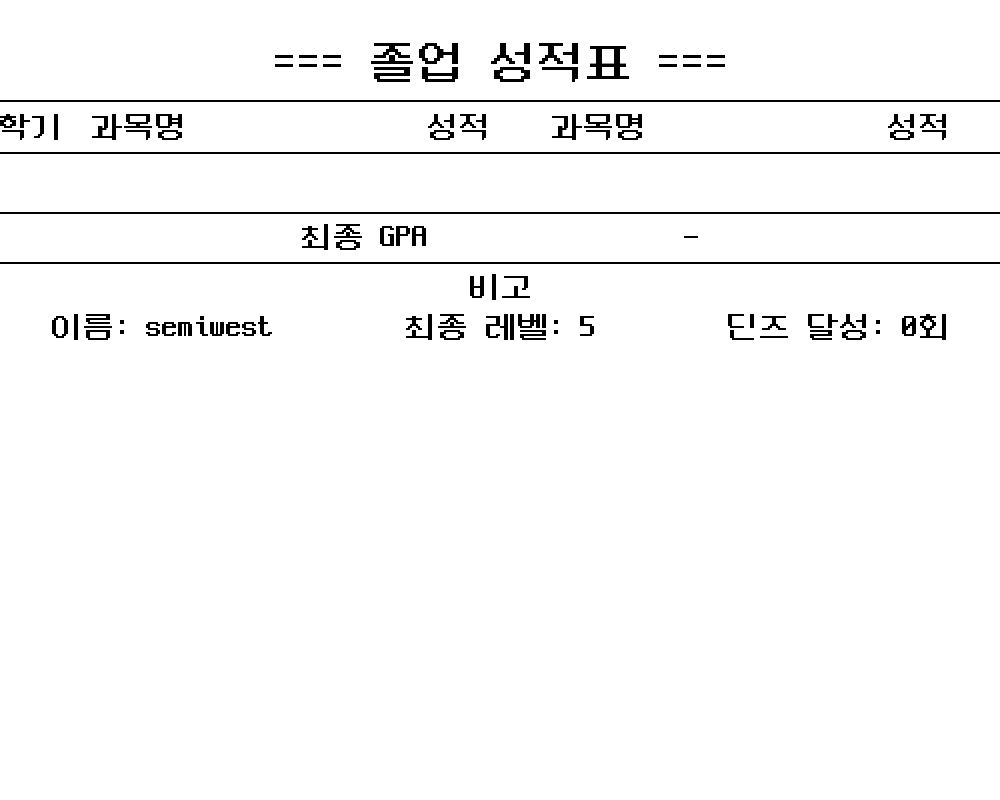 === 졸업 성적표 ===
학기 과목명 성적 과목명 성적
최종 GPA -
비고
이름: semiwest 최종 레벨: 5 딘즈 달성: 0회